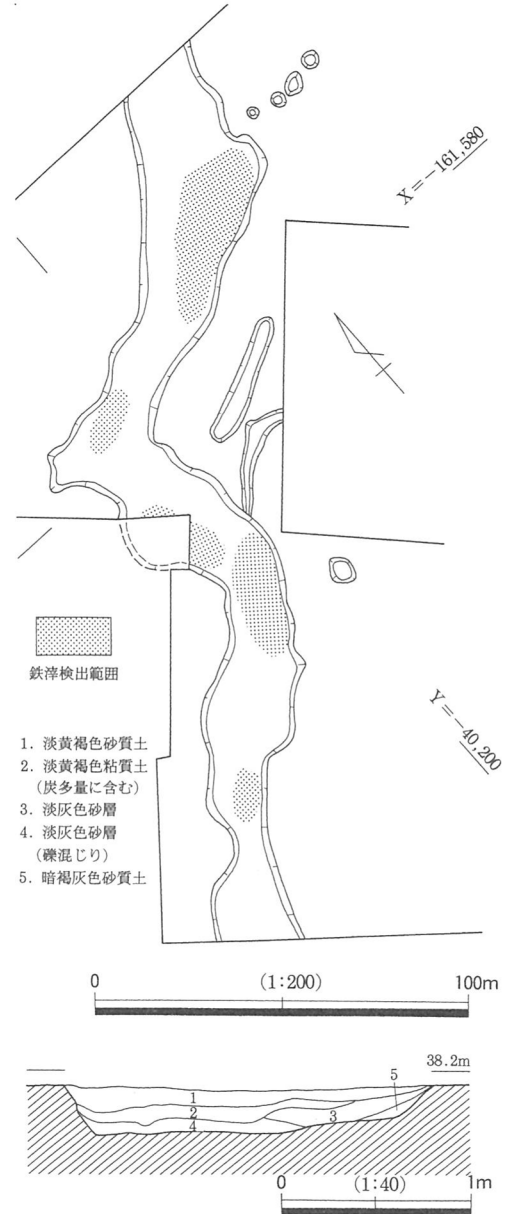 X=-161,580
Y=-40,200
鉄滓検出範囲
1. 淡黄褐色砂質土
2. 淡黄褐色粘質土
(炭多量に含む)
3. 淡灰色砂層
4. 淡灰色砂層
(礫混じり)
5. 暗褐灰色砂質土
0 (1:200) 100m
38.2m
5
1
2
3
4
0 (1:40) 1m